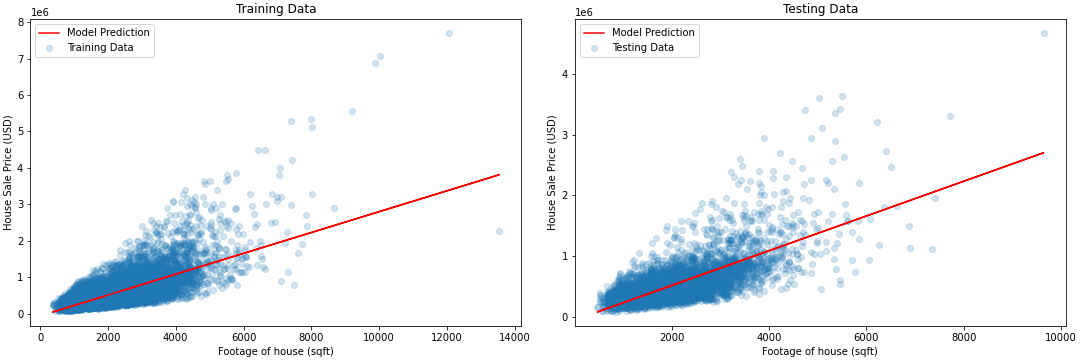 Training Data
1e6
Model Prediction
Training Data
House Sale Price (USD)
8
7
6
5
4
3
2
1
0
0 2000 4000 6000 8000 10000 12000 14000
Footage of house (sqft)
Testing Data
1e6
Model Prediction
Testing Data
House Sale Price (USD)
4
3
2
1
0
2000 4000 6000 8000 10000
Footage of house (sqft)